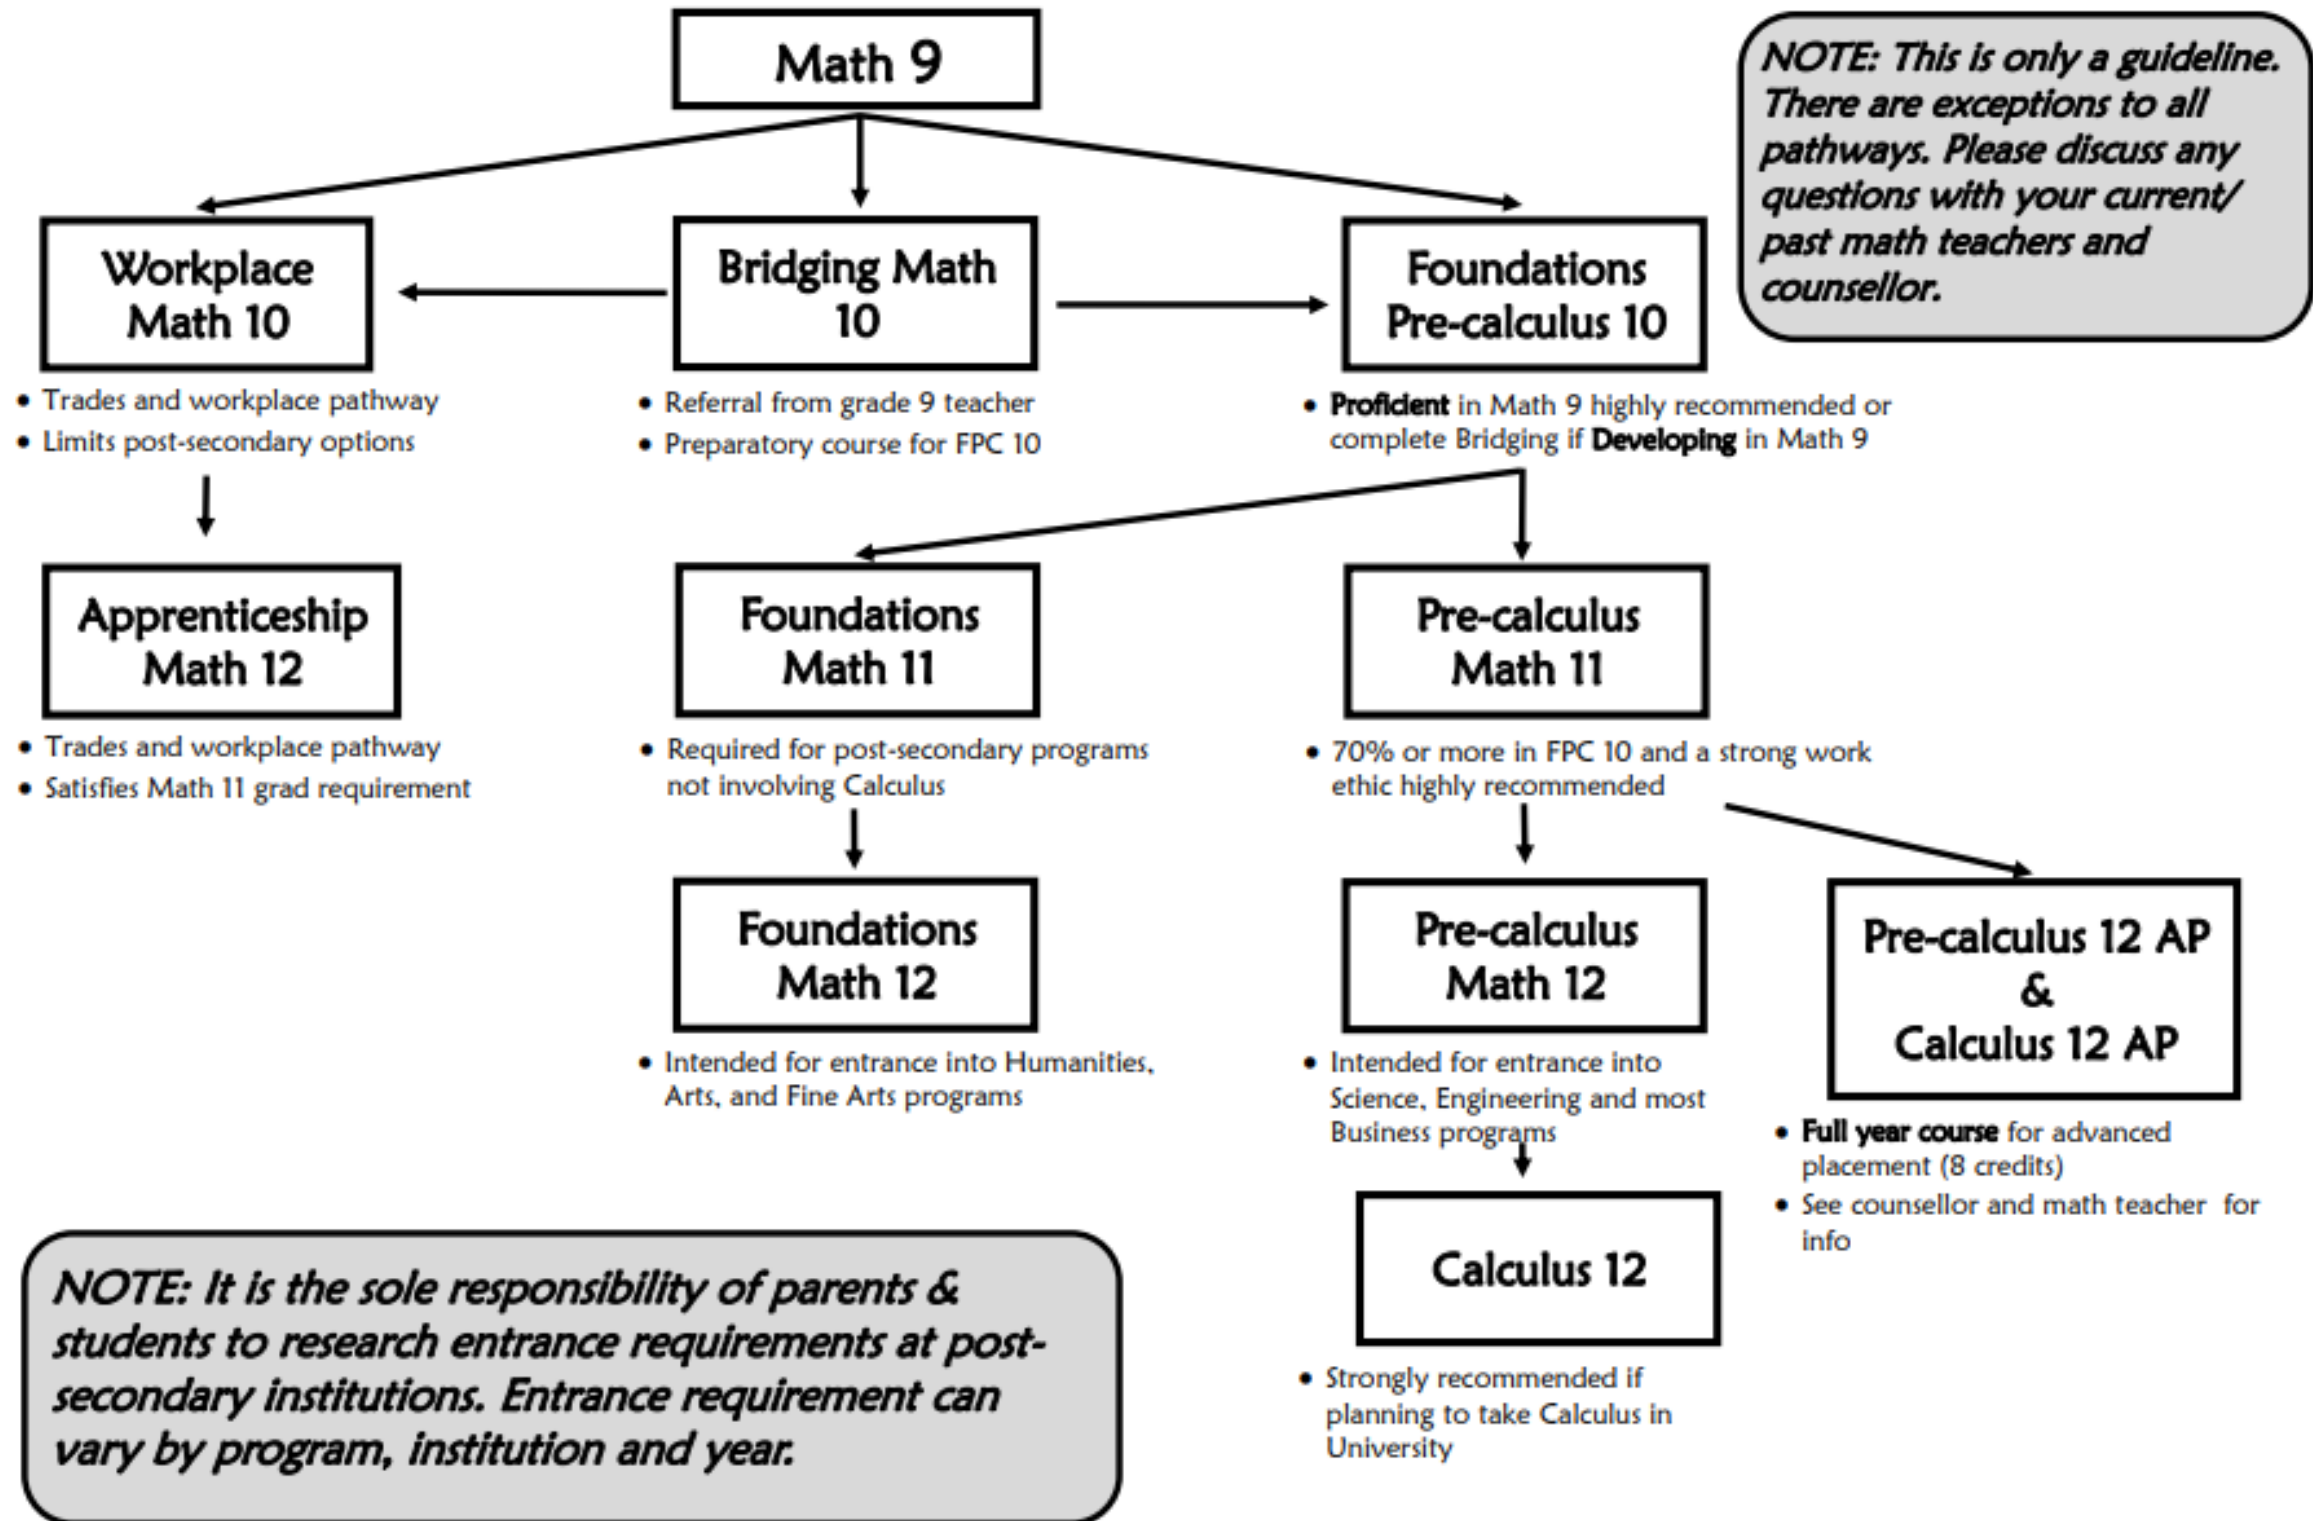 Math 9
NOTE: This is only a guideline.
There are exceptions to all
pathways. Please discuss any
questions with your current/
past math teachers and
counsellor.
Workplace
Math 10
• Trades and workplace pathway
• Limits post-secondary options
Bridging Math
10
• Referral from grade 9 teacher
• Preparatory course for FPC 10
Foundations
Pre-calculus 10
• Proficient in Math 9 highly recommended or
complete Bridging if Developing in Math 9
Apprenticeship
Math 12
• Trades and workplace pathway
• Satisfies Math 11 grad requirement
Foundations
Math 11
• Required for post-secondary programs
not involving Calculus
Pre-calculus
Math 11
• 70% or more in FPC 10 and a strong work
ethic highly recommended
Foundations
Math 12
• Intended for entrance into Humanities,
Arts, and Fine Arts programs
Pre-calculus
Math 12
• Intended for entrance into
Science, Engineering and most
Business programs
Pre-calculus 12 AP
&
Calculus 12 AP
• Full year course for advanced
placement (8 credits)
• See counsellor and math teacher for
info
Calculus 12
• Strongly recommended if
planning to take Calculus in
University
NOTE: It is the sole responsibility of parents &
students to research entrance requirements at post-
secondary institutions. Entrance requirement can
vary by program, institution and year.